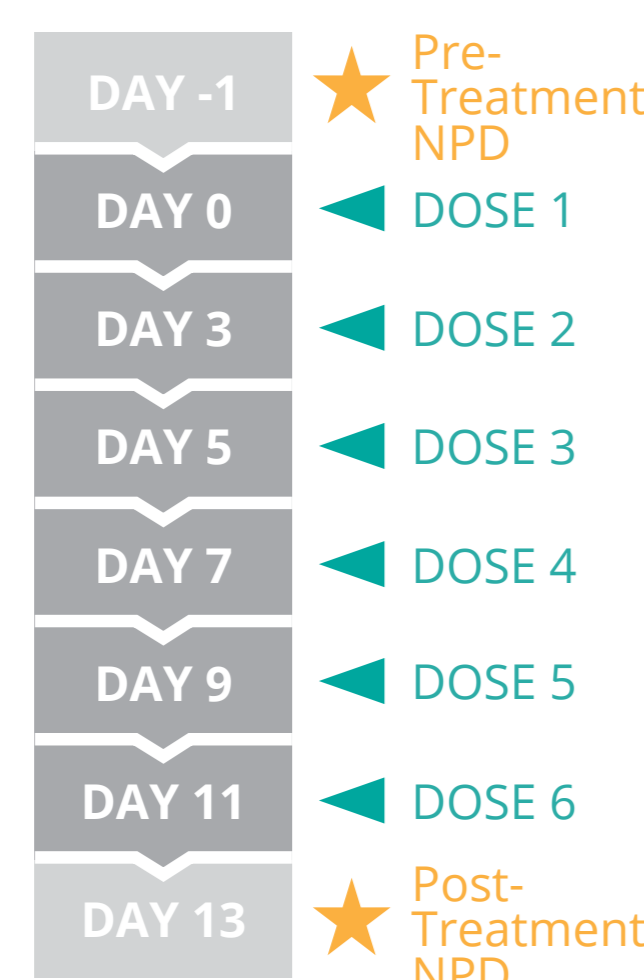 DAY -1
Pre-
Treatment
NPD
DAY 0
DOSE 1
DAY 3
DOSE 2
DAY 5
DOSE 3
DAY 7
DOSE 4
DAY 9
DOSE 5
DAY 11
DOSE 6
DAY 13
Post-
Treatment
NPD